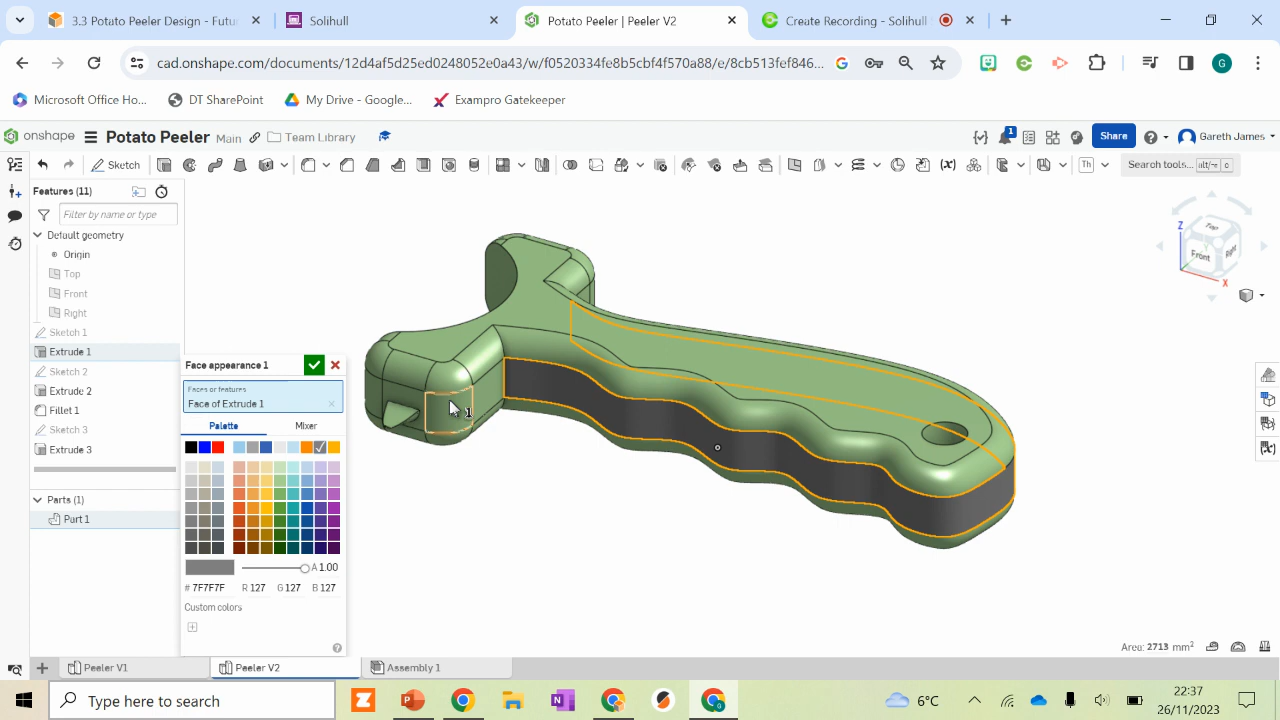 3.3 Potato Peeler Design - Futu
Solihull
Potato Peeler | Peeler V2
Create Recording - Solihull
cad.onshape.com/documents/12d4af5d25ed0248052e0a43/w/f0520334fe8b5cbf4f570a88/e/8cb513fef846...
Microsoft Office Ho...
DT SharePoint
My Drive - Google...
Exampro Gatekeeper
onshape
Potato Peeler
Main
Team Library
1
Share
Gareth James
Sketch
Th
Search tools...
alt/⌥
c
Features (11)
Filter by name or type
Default geometry
Origin
Top
Front
Right
Sketch 1
Extrude 1
Sketch 2
Extrude 2
Fillet 1
Sketch 3
Extrude 3
Parts (1)
Part 1
Face appearance 1
Faces or features
Face of Extrude 1
Palette
Mixer
A 1.00
# 7F7F7F
R 127
G 127
B 127
Custom colors
1
Z
Top
Front
Right
X
Area: 2713 mm²
Peeler V1
Peeler V2
Assembly 1
Type here to search
6°C
22:37
26/11/2023